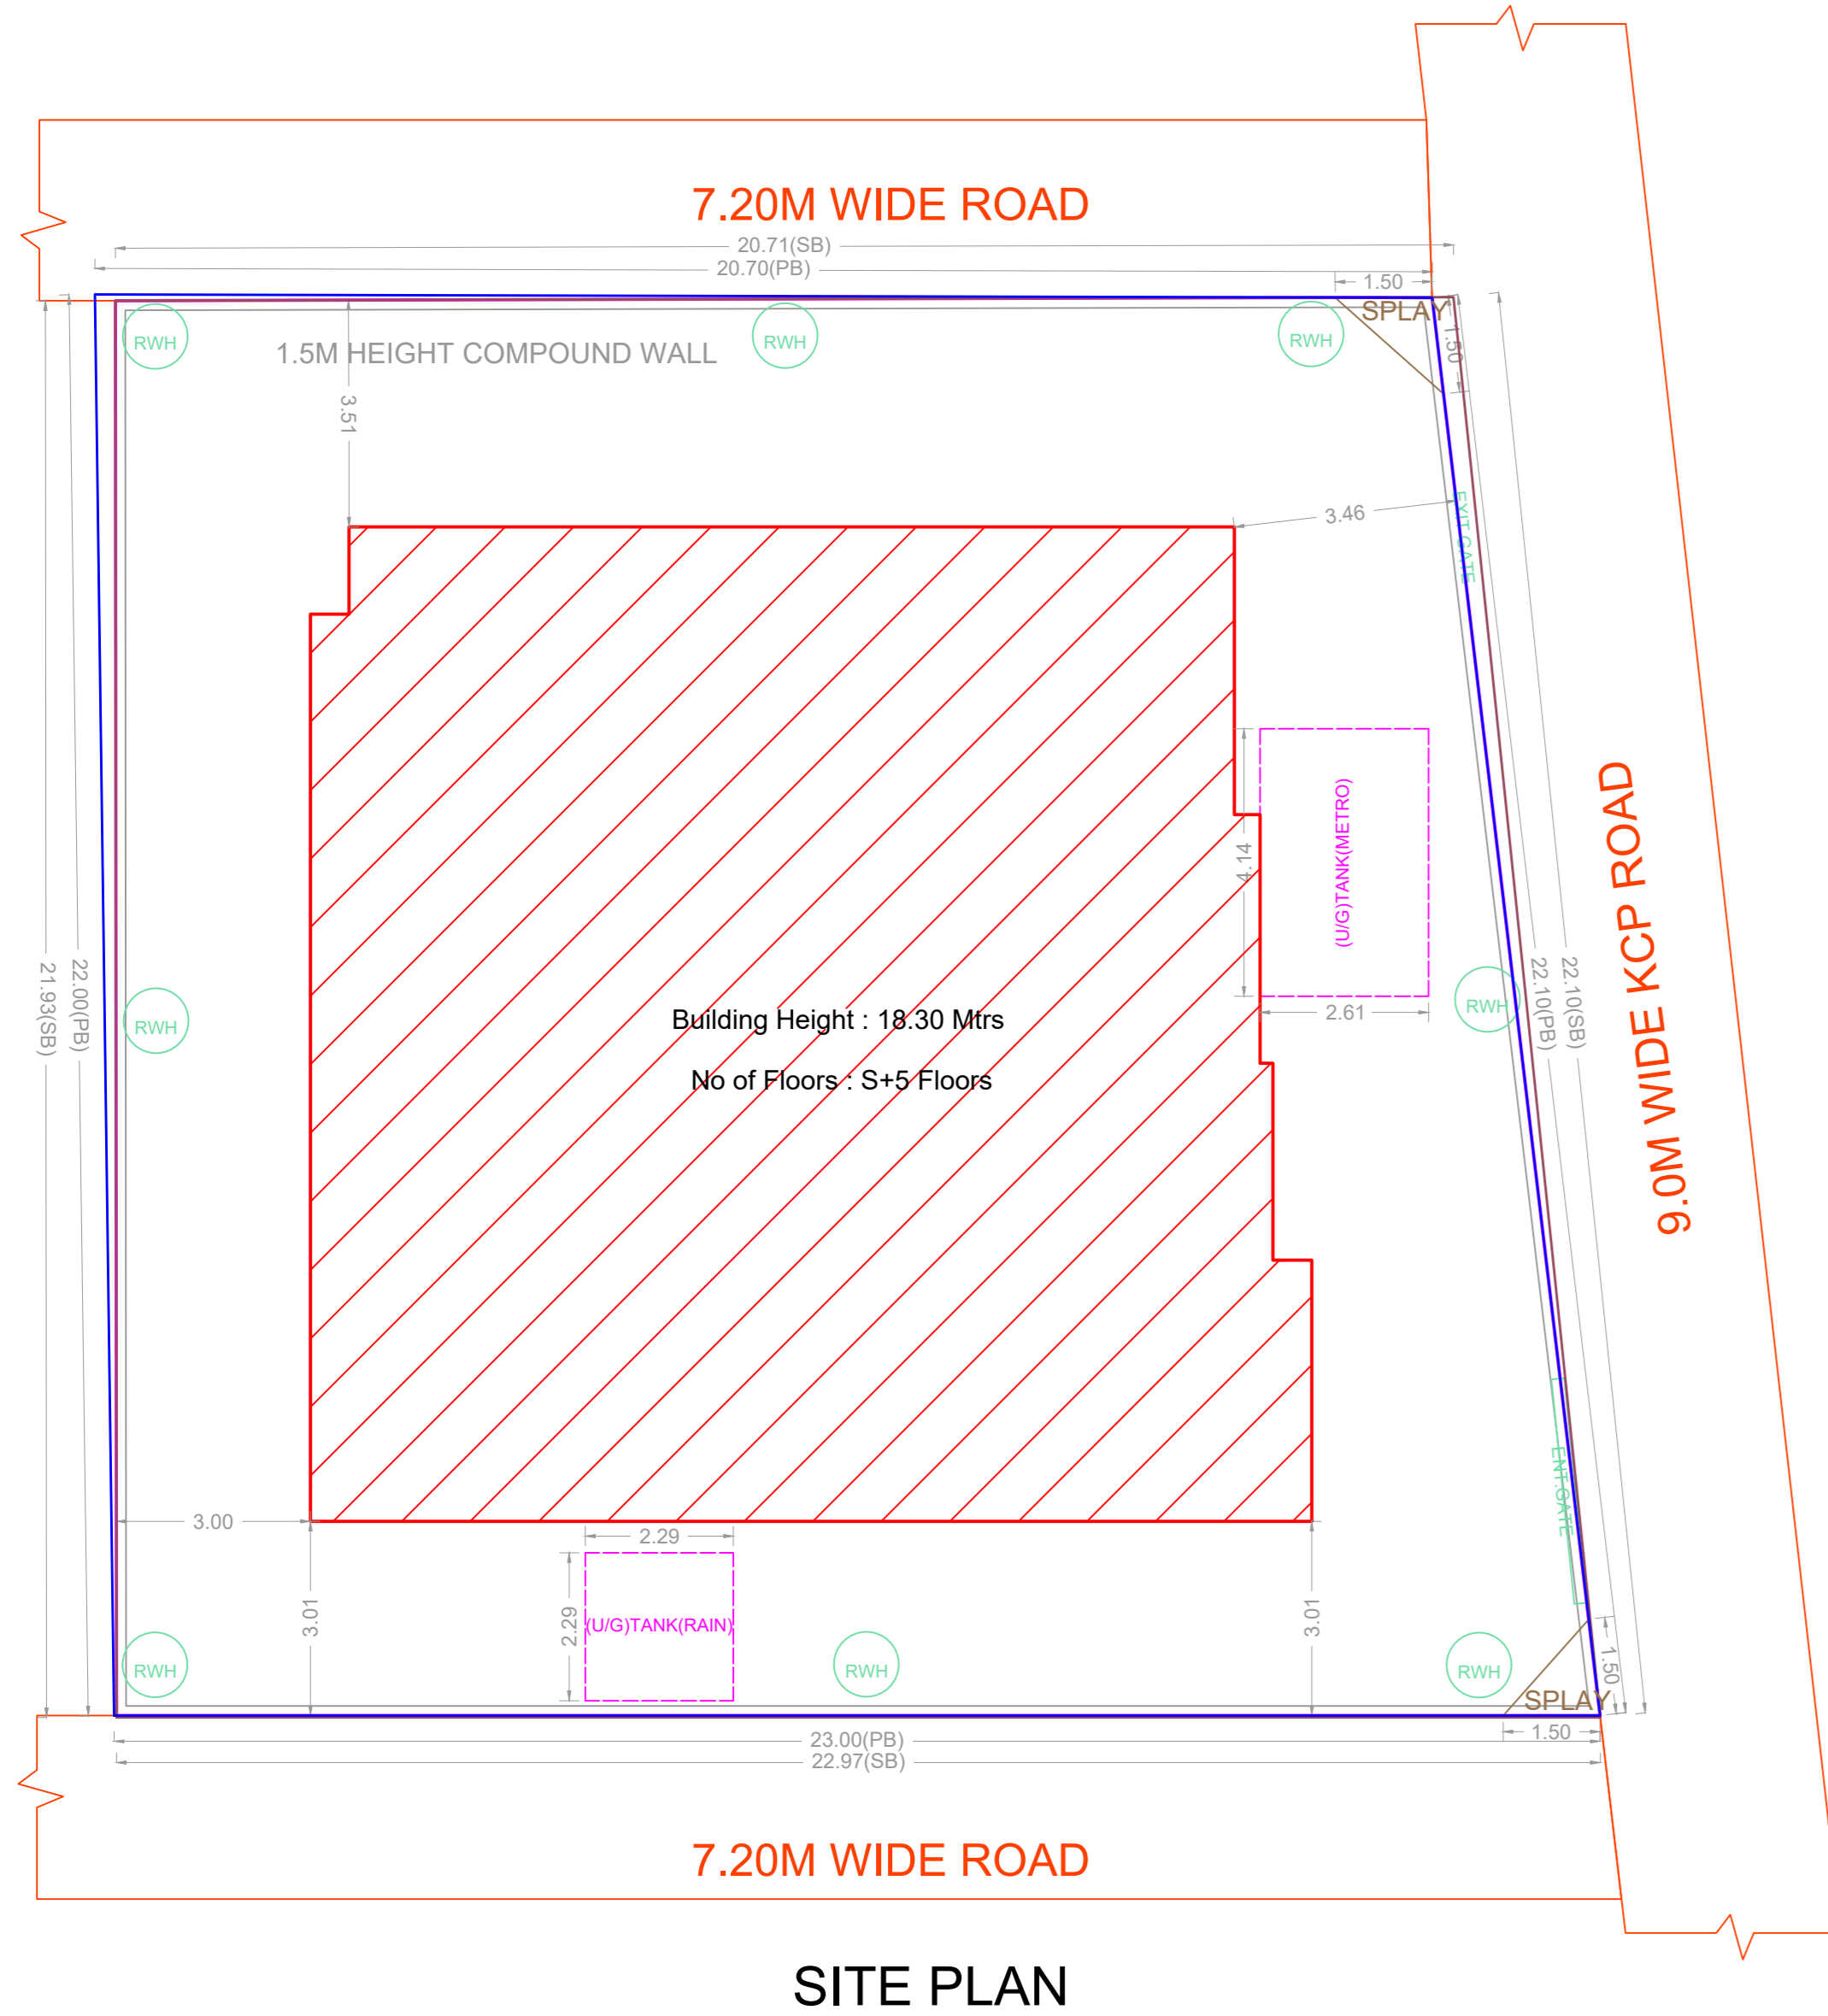 7.20M WIDE ROAD
20.71(SB)
20.70(PB)
1.50
SPLAY
1.50
RWH
RWH
RWH
1.5M HEIGHT COMPOUND WALL
3.51
3.46
EXIT GATE
4.14
(U/G)TANK(METRO)
2.61
9.0M WIDE KCP ROAD
21.93(SB)
22.00(PB)
22.10(PB)
22.10(SB)
RWH
RWH
Building Height : 18.30 Mtrs
No of Floors : S+5 Floors
ENT.GATE
3.00
2.29
3.01
2.29
(U/G)TANK(RAIN)
3.01
1.50
RWH
RWH
RWH
SPLAY
1.50
23.00(PB)
22.97(SB)
7.20M WIDE ROAD
SITE PLAN